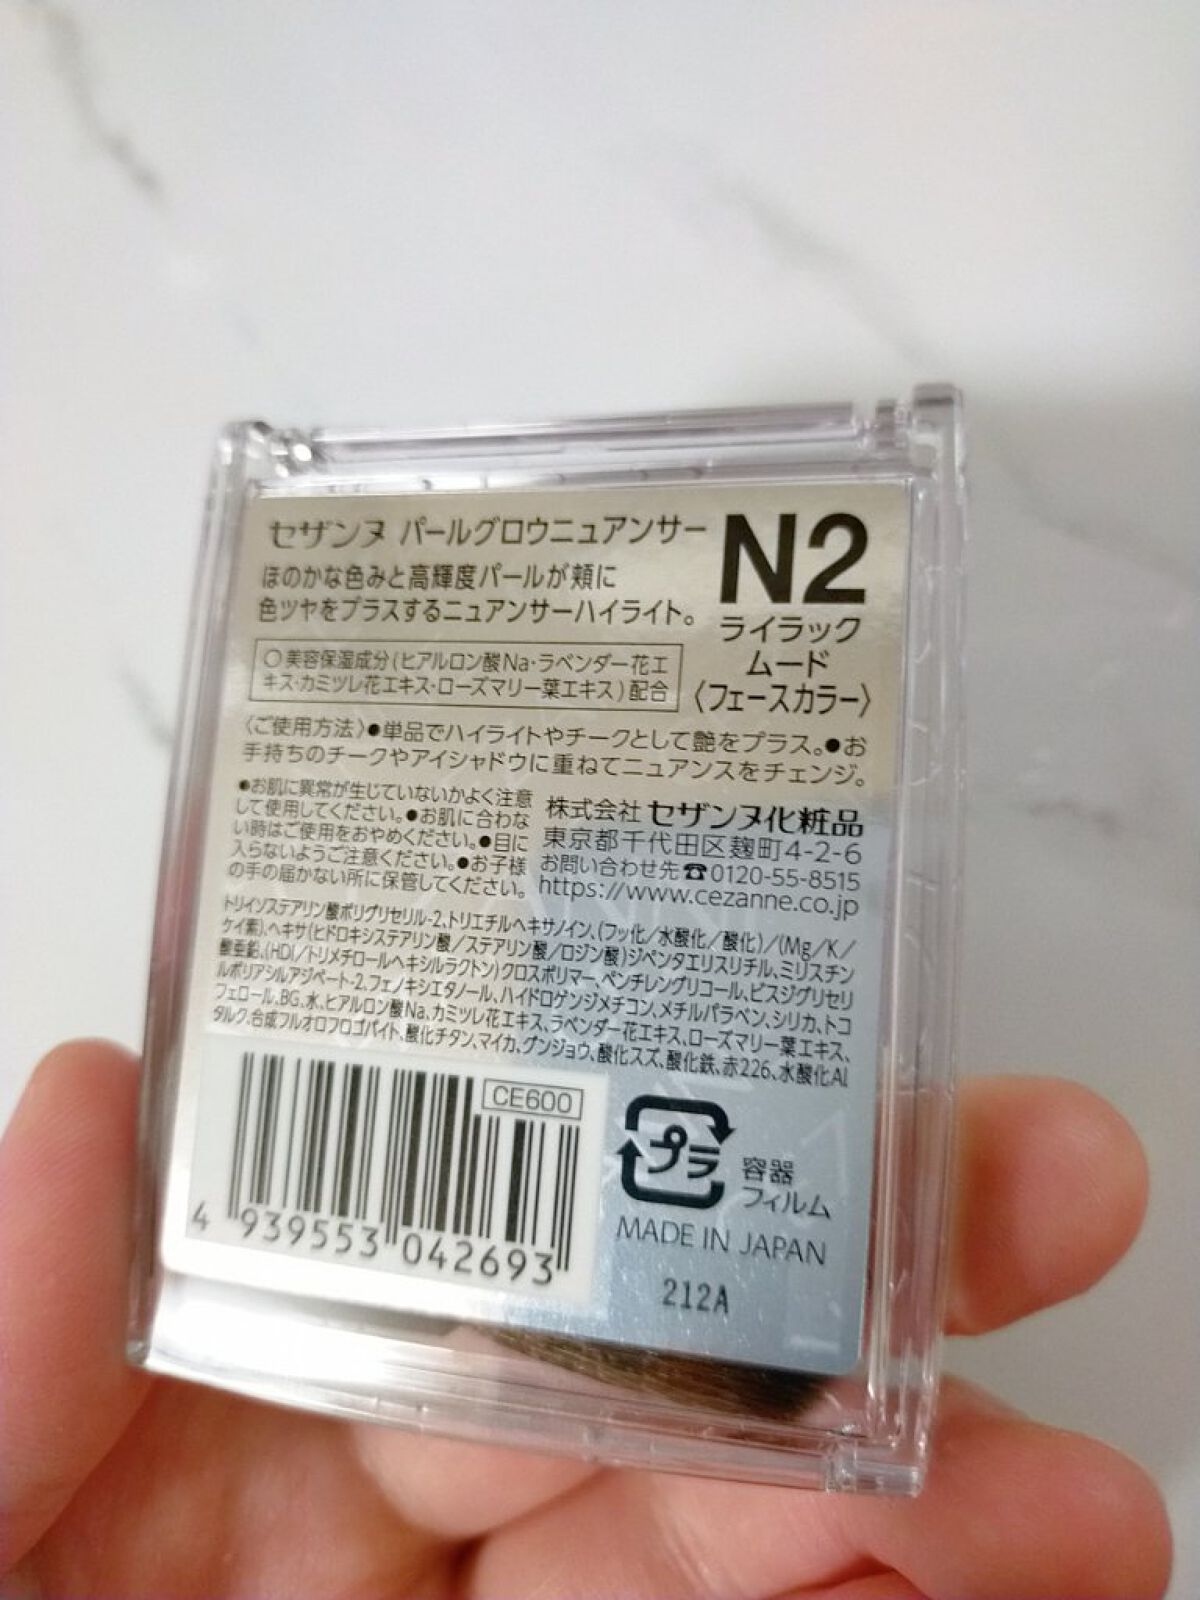 セザンヌ パールグロウニュアンサー
N2
ほのかな色みと高輝度パールが頬に
色ツヤをプラスするニュアンサーハイライト。
ライラック
ムード
〈フェースカラー〉
○美容保湿成分(ヒアルロン酸Na・ラベンダー花エ
キス・カミツレ花エキス・ローズマリー葉エキス)配合
〈ご使用方法〉●単品でハイライトやチークとして艶をプラス。●お
手持ちのチークやアイシャドウに重ねてニュアンスをチェンジ。
●お肌に異常が生じていないかよく注意
して使用してください。●お肌に合わな
い時はご使用をおやめください。●目に
入らないようご注意ください。●お子様
の手の届かない所に保管してください。
株式会社 セザンヌ化粧品
東京都千代田区麹町4-2-6
お問い合わせ先☎0120-55-8515
https://www.cezanne.co.jp
トリイソステアリン酸ポリグリセリル-2、トリエチルヘキサノイン、(フッ化/水酸化/酸化)/(Mg/K/
ケイ素)、ヘキサ(ヒドロキシステアリン酸/ステアリン酸/ロジン酸)ジペンタエリスリチル、ミリスチン
酸亜鉛、(HDI/トリメチロールヘキシルラクトン)クロスポリマー、ペンチレングリコール、ビスジグリセリ
ルポリアシルアジペート-2、フェノキシエタノール、ハイドロゲンジメチコン、メチルパラベン、シリカ、トコ
フェロール、BG、水、ヒアルロン酸Na、カミツレ花エキス、ラベンダー花エキス、ローズマリー葉エキス、
タルク、合成フルオロフロゴパイト、酸化チタン、マイカ、グンジョウ、酸化スズ、酸化鉄、赤226、水酸化Al
CE600
4 939553 042693
プラ
容器
フィルム
MADE IN JAPAN
212A